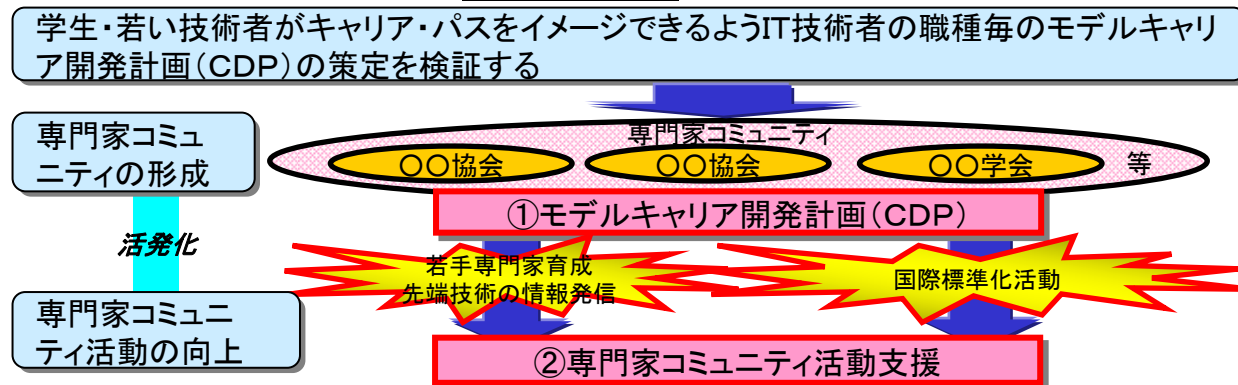 学生・若い技術者がキャリア・パスをイメージできるようIT技術者の職種毎のモデルキャリ
ア開発計画(CDP)の策定を検証する
専門家コミュ
ニティの形成
専門家コミュニティ
〇〇協会
〇〇協会
〇〇学会
等
①モデルキャリア開発計画(CDP)
活発化
若手専門家育成
先端技術の情報発信
国際標準化活動
専門家コミュニ
ティ活動の向上
②専門家コミュニティ活動支援